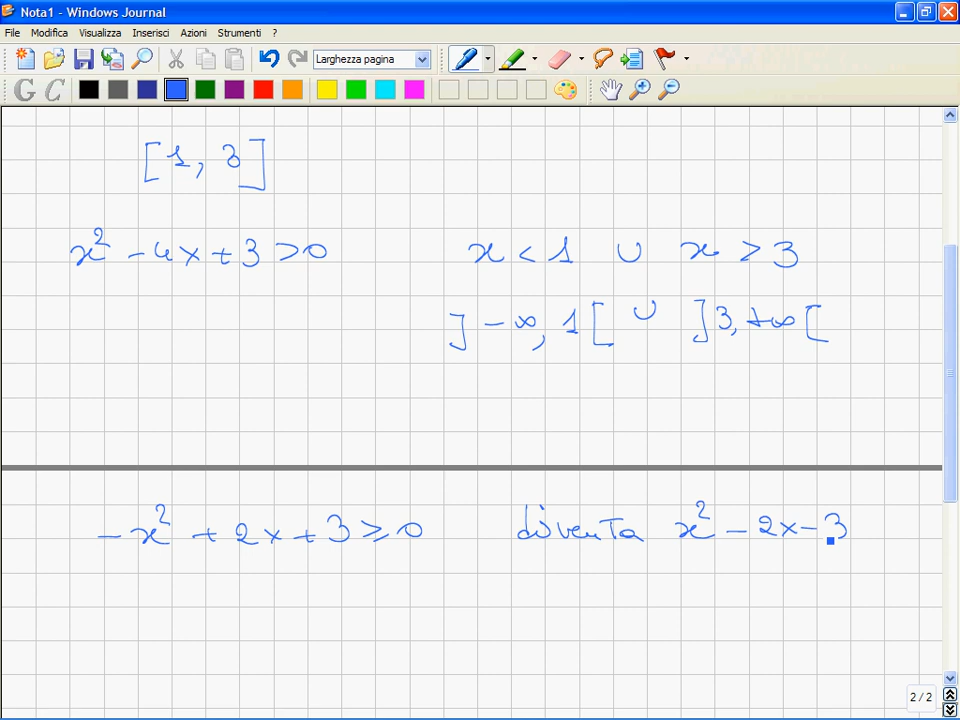 Nota1 - Windows Journal
File Modifica Visualizza Inserisci Azioni Strumenti ?
Larghezza pagina
G C
[1, 3]
x² - 4x + 3 > 0 x < 1 ∪ x > 3
]-∞, 1[ ∪ ]3, +∞[
-x² + 2x + 3 ≥ 0 diventa x² - 2x - 3
2 / 2